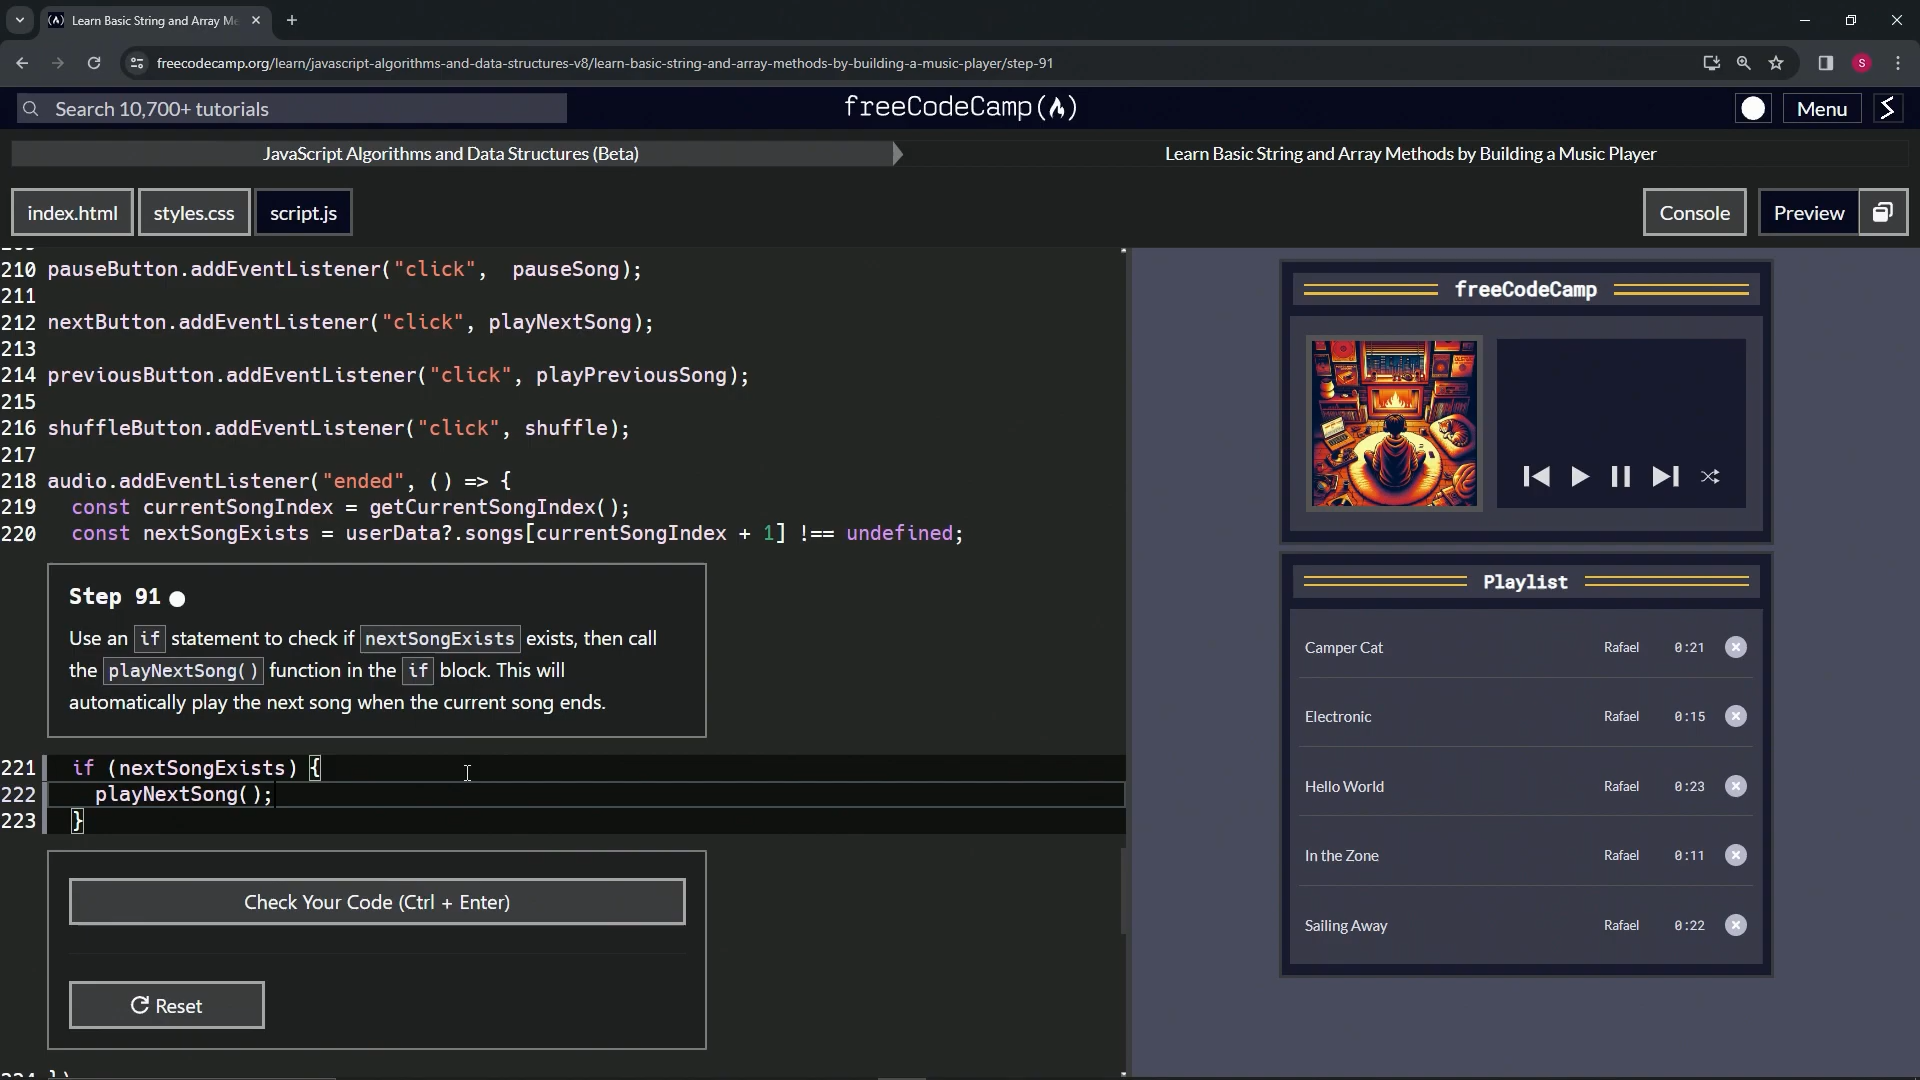 Learn Basic String and Array Me
freecodecamp.org/learn/javascript-algorithms-and-data-structures-v8/learn-basic-string-and-array-methods-by-building-a-music-player/step-91
S
Search 10,700+ tutorials
freeCodeCamp(🔥)
Menu
JavaScript Algorithms and Data Structures (Beta)
Learn Basic String and Array Methods by Building a Music Player
index.html
styles.css
script.js
Console
Preview
210 pauseButton.addEventListener("click",  pauseSong);
211
212 nextButton.addEventListener("click", playNextSong);
213
214 previousButton.addEventListener("click", playPreviousSong);
215
216 shuffleButton.addEventListener("click", shuffle);
217
218 audio.addEventListener("ended", () => {
219   const currentSongIndex = getCurrentSongIndex();
220   const nextSongExists = userData?.songs[currentSongIndex + 1] !== undefined;
Step 91
Use an if statement to check if nextSongExists exists, then call
the playNextSong() function in the if block. This will
automatically play the next song when the current song ends.
221   if (nextSongExists) {
222     playNextSong();
223   }
Check Your Code (Ctrl + Enter)
Reset
freeCodeCamp
Playlist
Camper Cat Rafael 0:21
Electronic Rafael 0:15
Hello World Rafael 0:23
In the Zone Rafael 0:11
Sailing Away Rafael 0:22